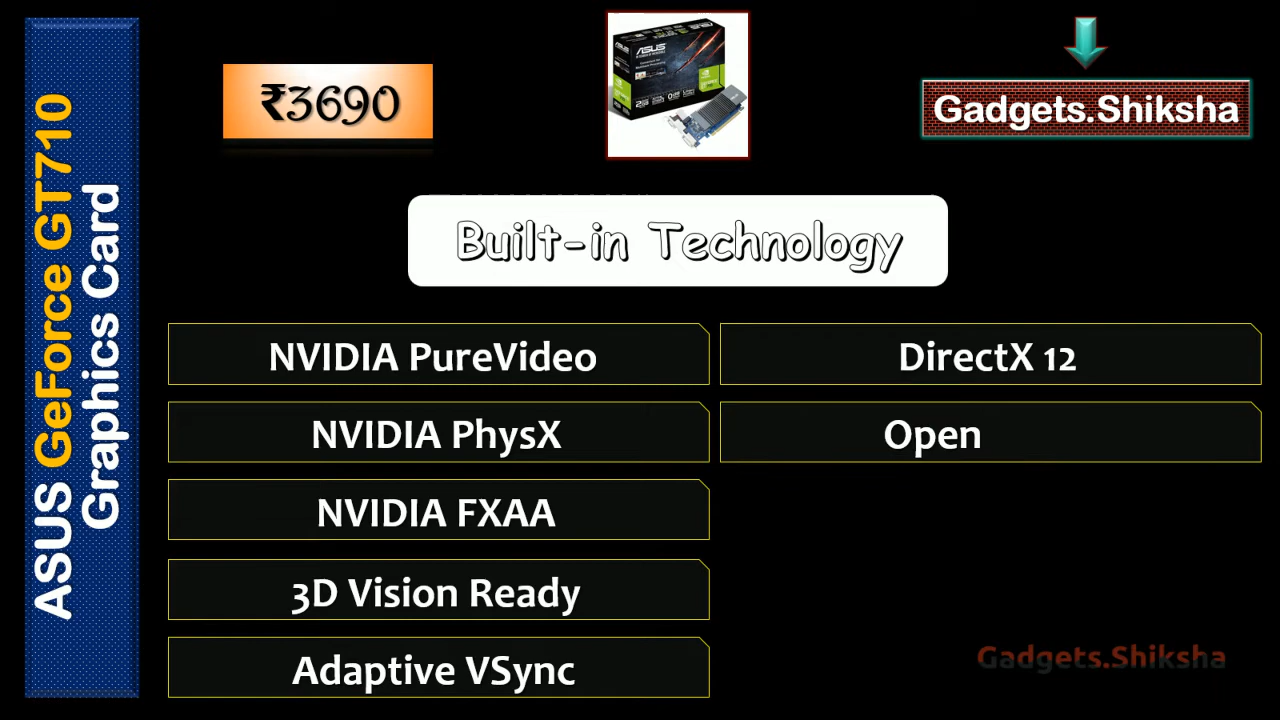 ASUS GeForce GT710
Graphics Card
₹3690
ASUS
Gadgets.Shiksha
Built-in Technology
NVIDIA PureVideo
DirectX 12
NVIDIA PhysX
Open
NVIDIA FXAA
3D Vision Ready
Adaptive VSync
Gadgets.Shiksha